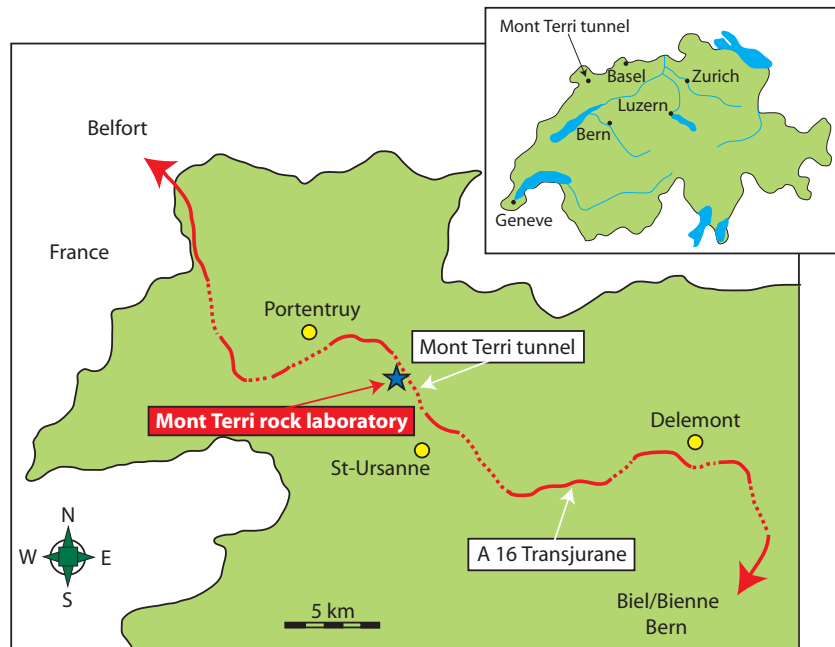 Mont Terri tunnel
Basel
Zurich
Luzern
Bern
Geneve
Belfort
France
Portentruy
Mont Terri tunnel
Mont Terri rock laboratory
Delemont
St-Ursanne
A 16 Transjurane
N
W
E
S
5 km
Biel/Bienne
Bern